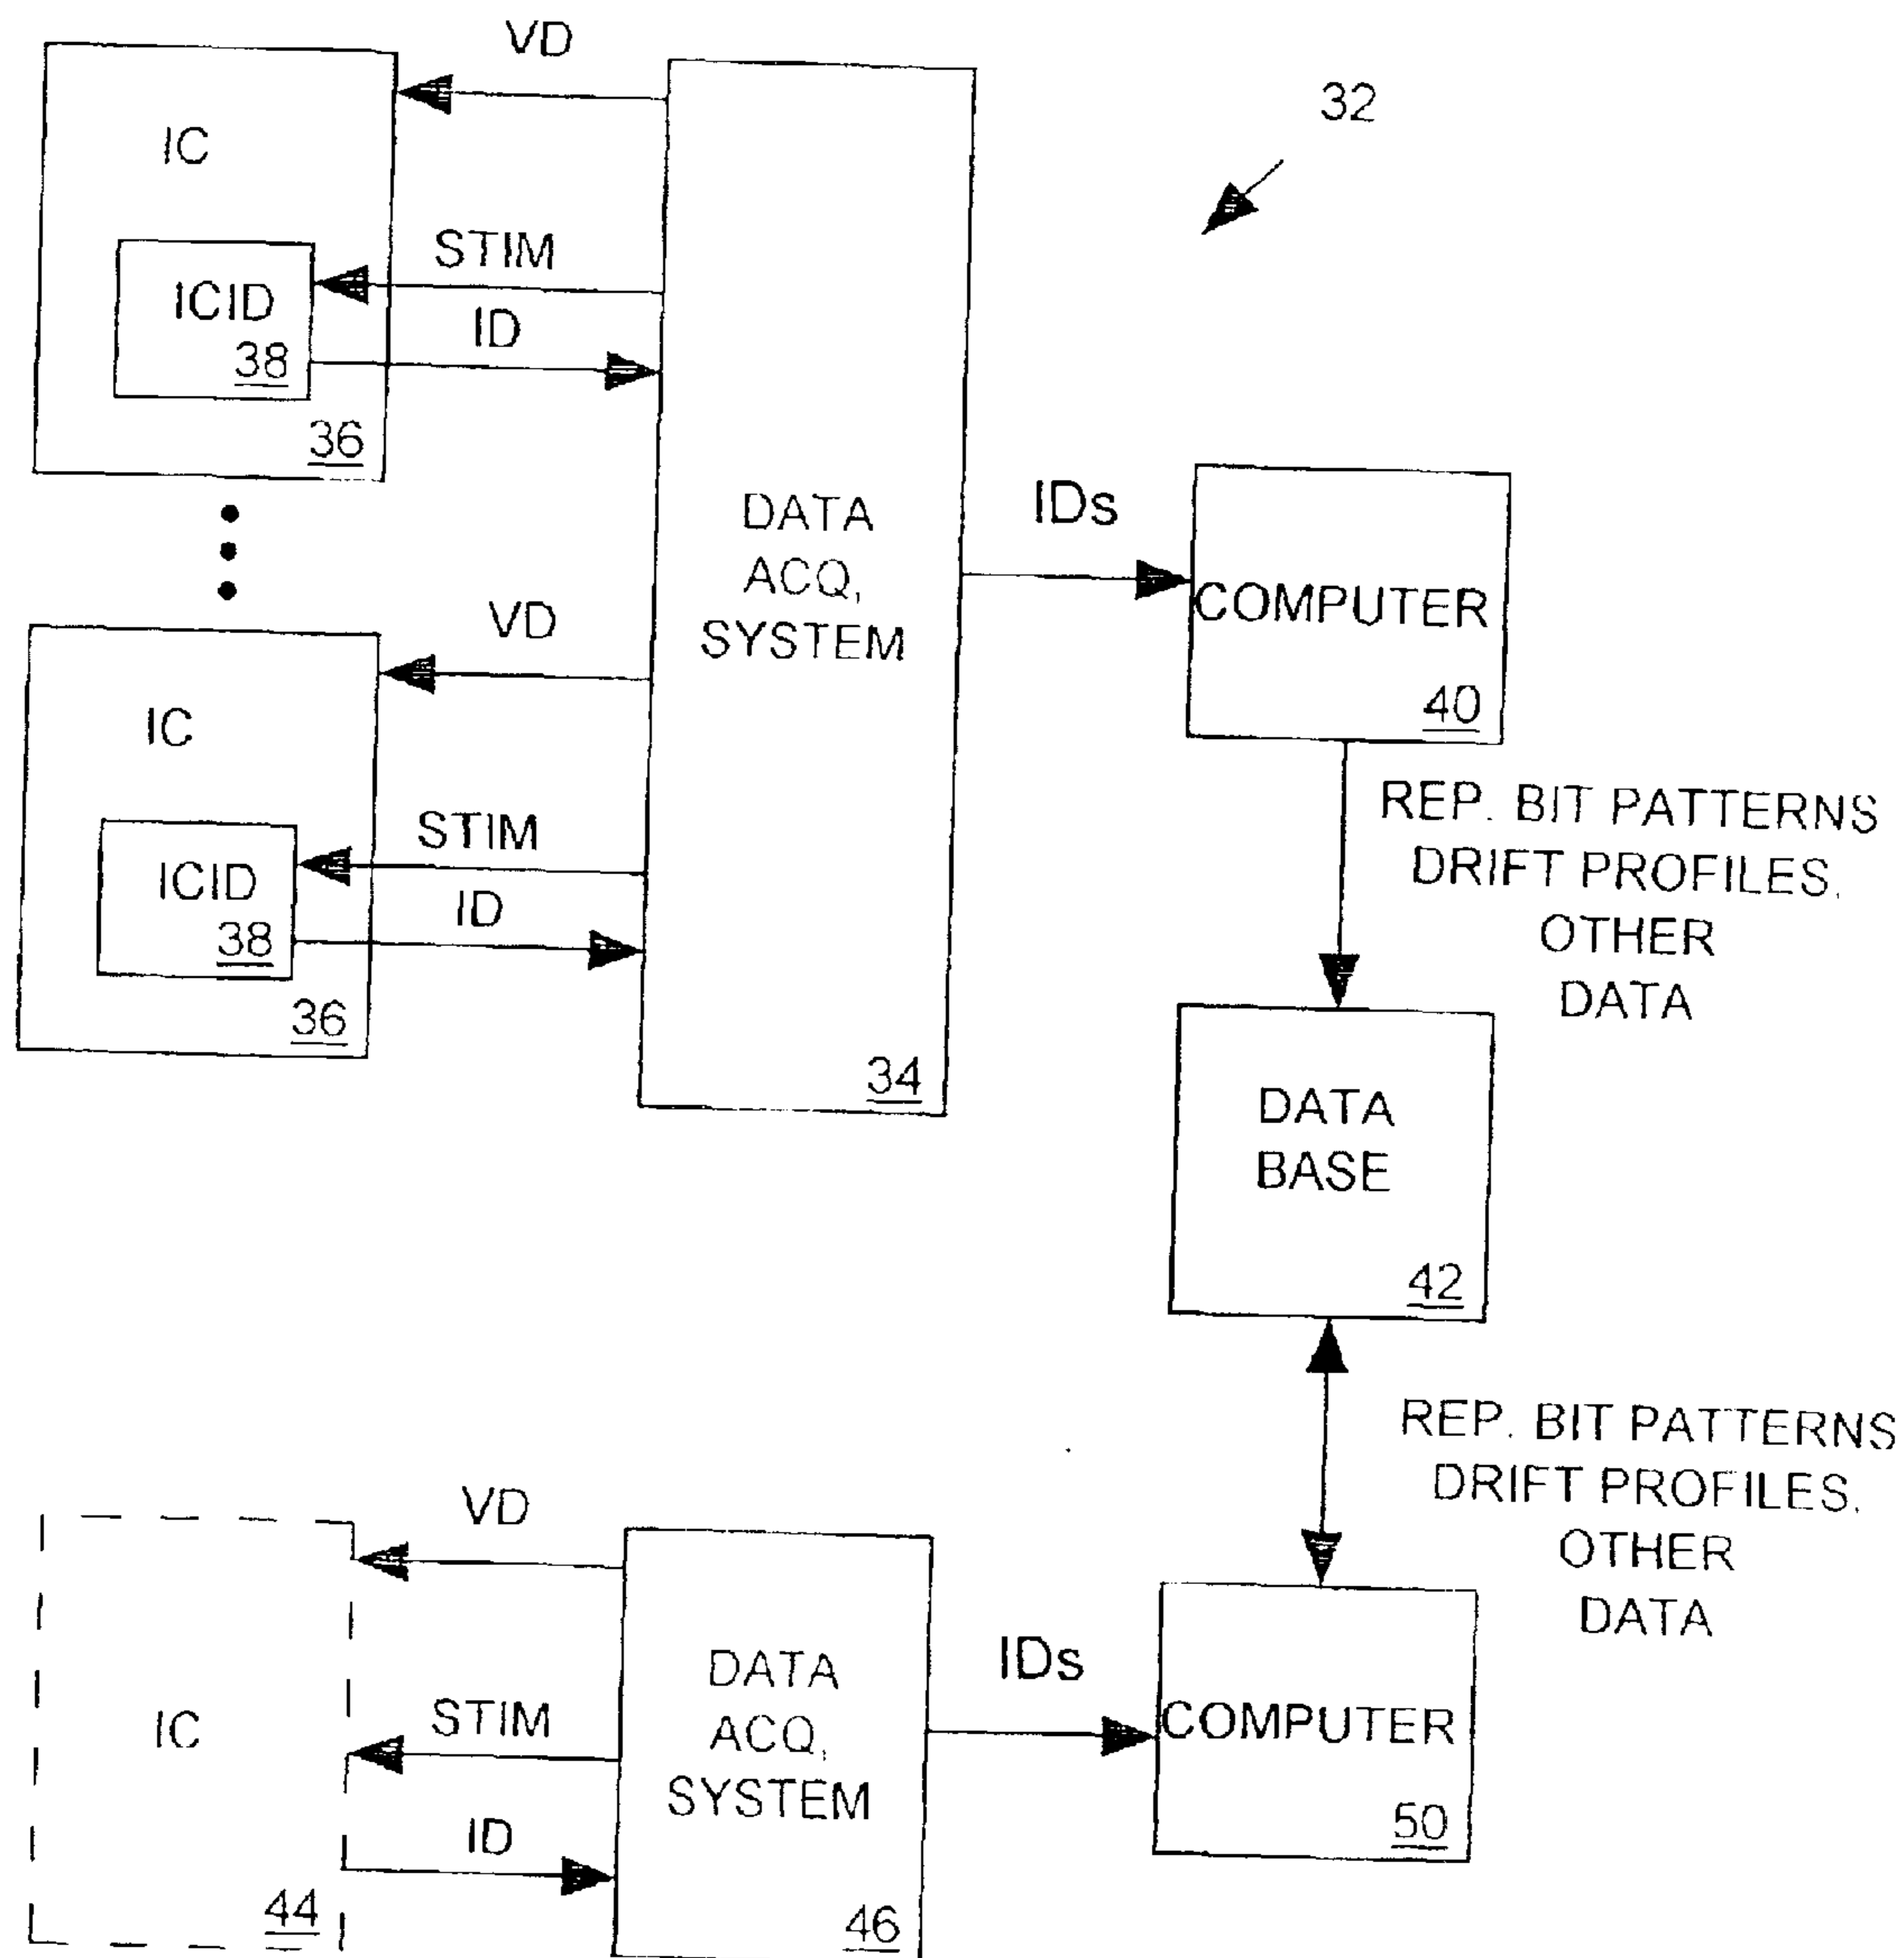 VD
32
IC
STIM
ICID
38
ID
36
IDs
DATA
ACQ,
SYSTEM
34
COMPUTER
40
VD
IC
STIM
ICID
38
ID
36
REP. BIT PATTERNS
DRIFT PROFILES,
OTHER
DATA
DATA
BASE
42
REP. BIT PATTERNS
DRIFT PROFILES,
OTHER
DATA
VD
IC
STIM
ID
44
DATA
ACQ,
SYSTEM
46
IDs
COMPUTER
50